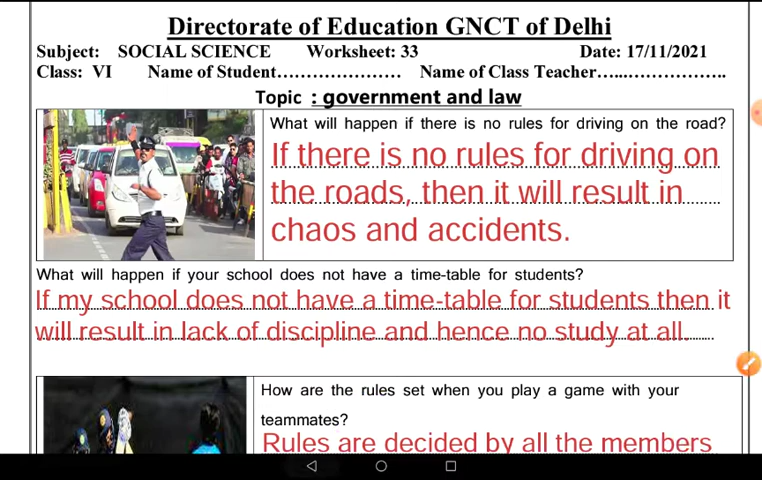 Directorate of Education GNCT of Delhi
Subject: SOCIAL SCIENCE Worksheet: 33 Date: 17/11/2021
Class: VI Name of Student………………… Name of Class Teacher…..……………..
Topic : government and law
What will happen if there is no rules for driving on the road?
If there is no rules for driving on
the roads, then it will result in
chaos and accidents.
What will happen if your school does not have a time-table for students?
If my school does not have a time-table for students then it
will result in lack of discipline and hence no study at all.
How are the rules set when you play a game with your
teammates?
Rules are decided by all the members